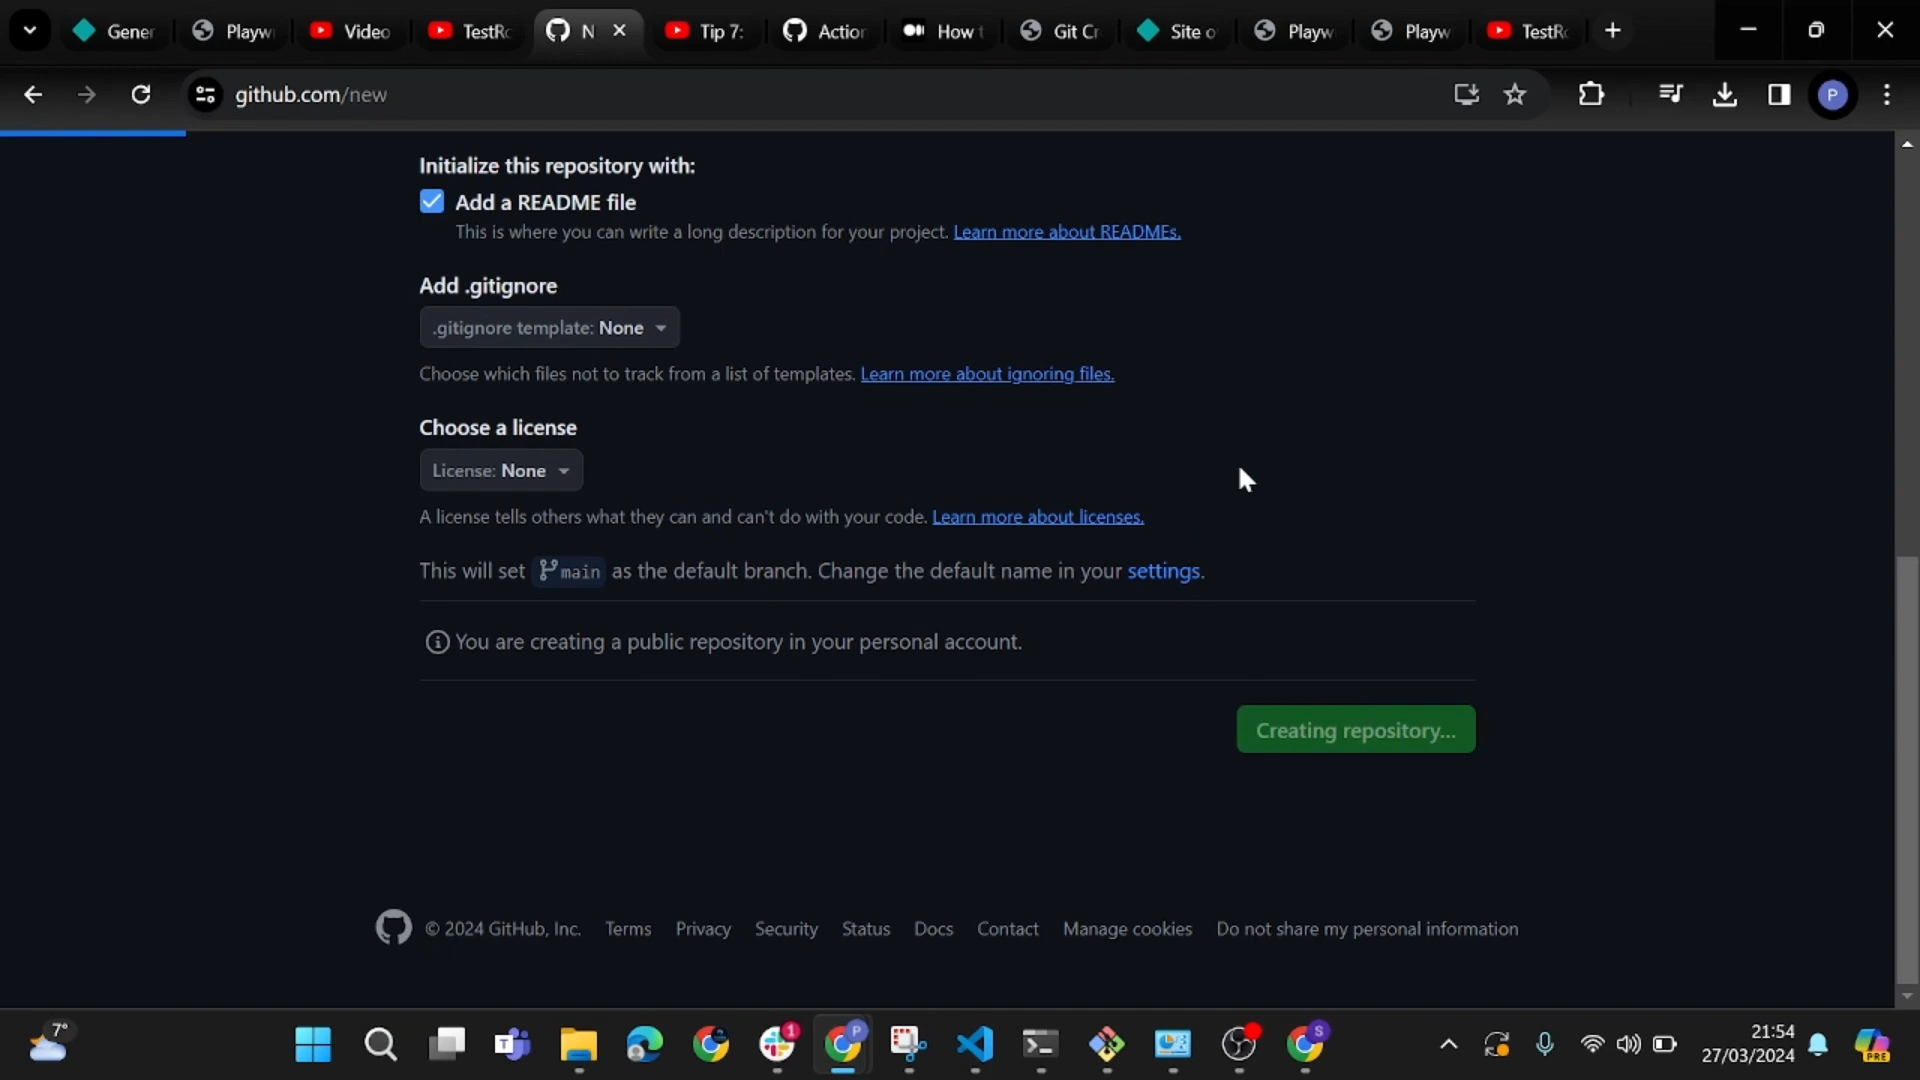 Gener
Playw
Video
TestRo
N
Tip 7:
Action
How t
Git Cr
Site o
Playw
Playw
TestRo
github.com/new
P
Initialize this repository with:
Add a README file
This is where you can write a long description for your project. Learn more about READMEs.
Add .gitignore
.gitignore template: None
Choose which files not to track from a list of templates. Learn more about ignoring files.
Choose a license
License: None
A license tells others what they can and can't do with your code. Learn more about licenses.
This will set main as the default branch. Change the default name in your settings.
You are creating a public repository in your personal account.
Creating repository...
© 2024 GitHub, Inc. Terms Privacy Security Status Docs Contact Manage cookies Do not share my personal information
7°
1
P
S
21:54
27/03/2024
PRE